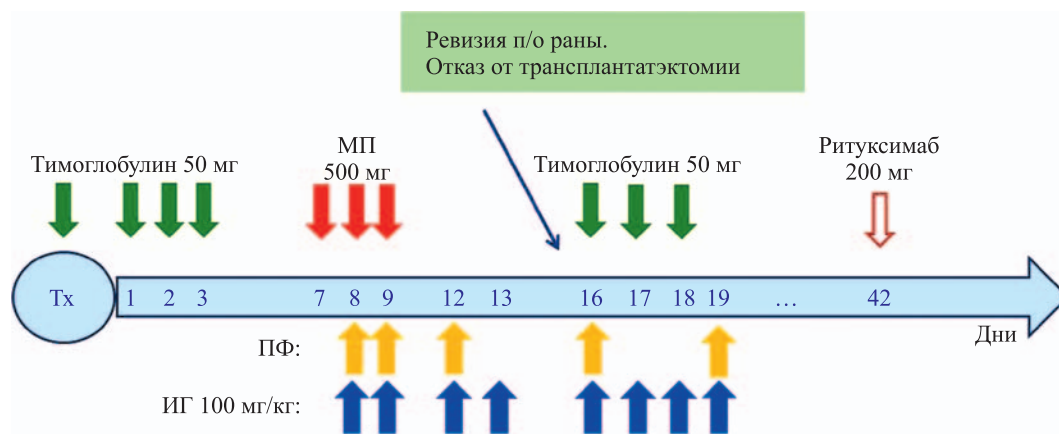 Ревизия п/о раны.
Отказ от трансплантатэктомии
Тимоглобулин 50 мг
МП
500 мг
Тимоглобулин 50 мг
Ритуксимаб
200 мг
Tx 1 2 3 7 8 9 12 13 16 17 18 19 ... 42
Дни
ПФ:
ИГ 100 мг/кг: